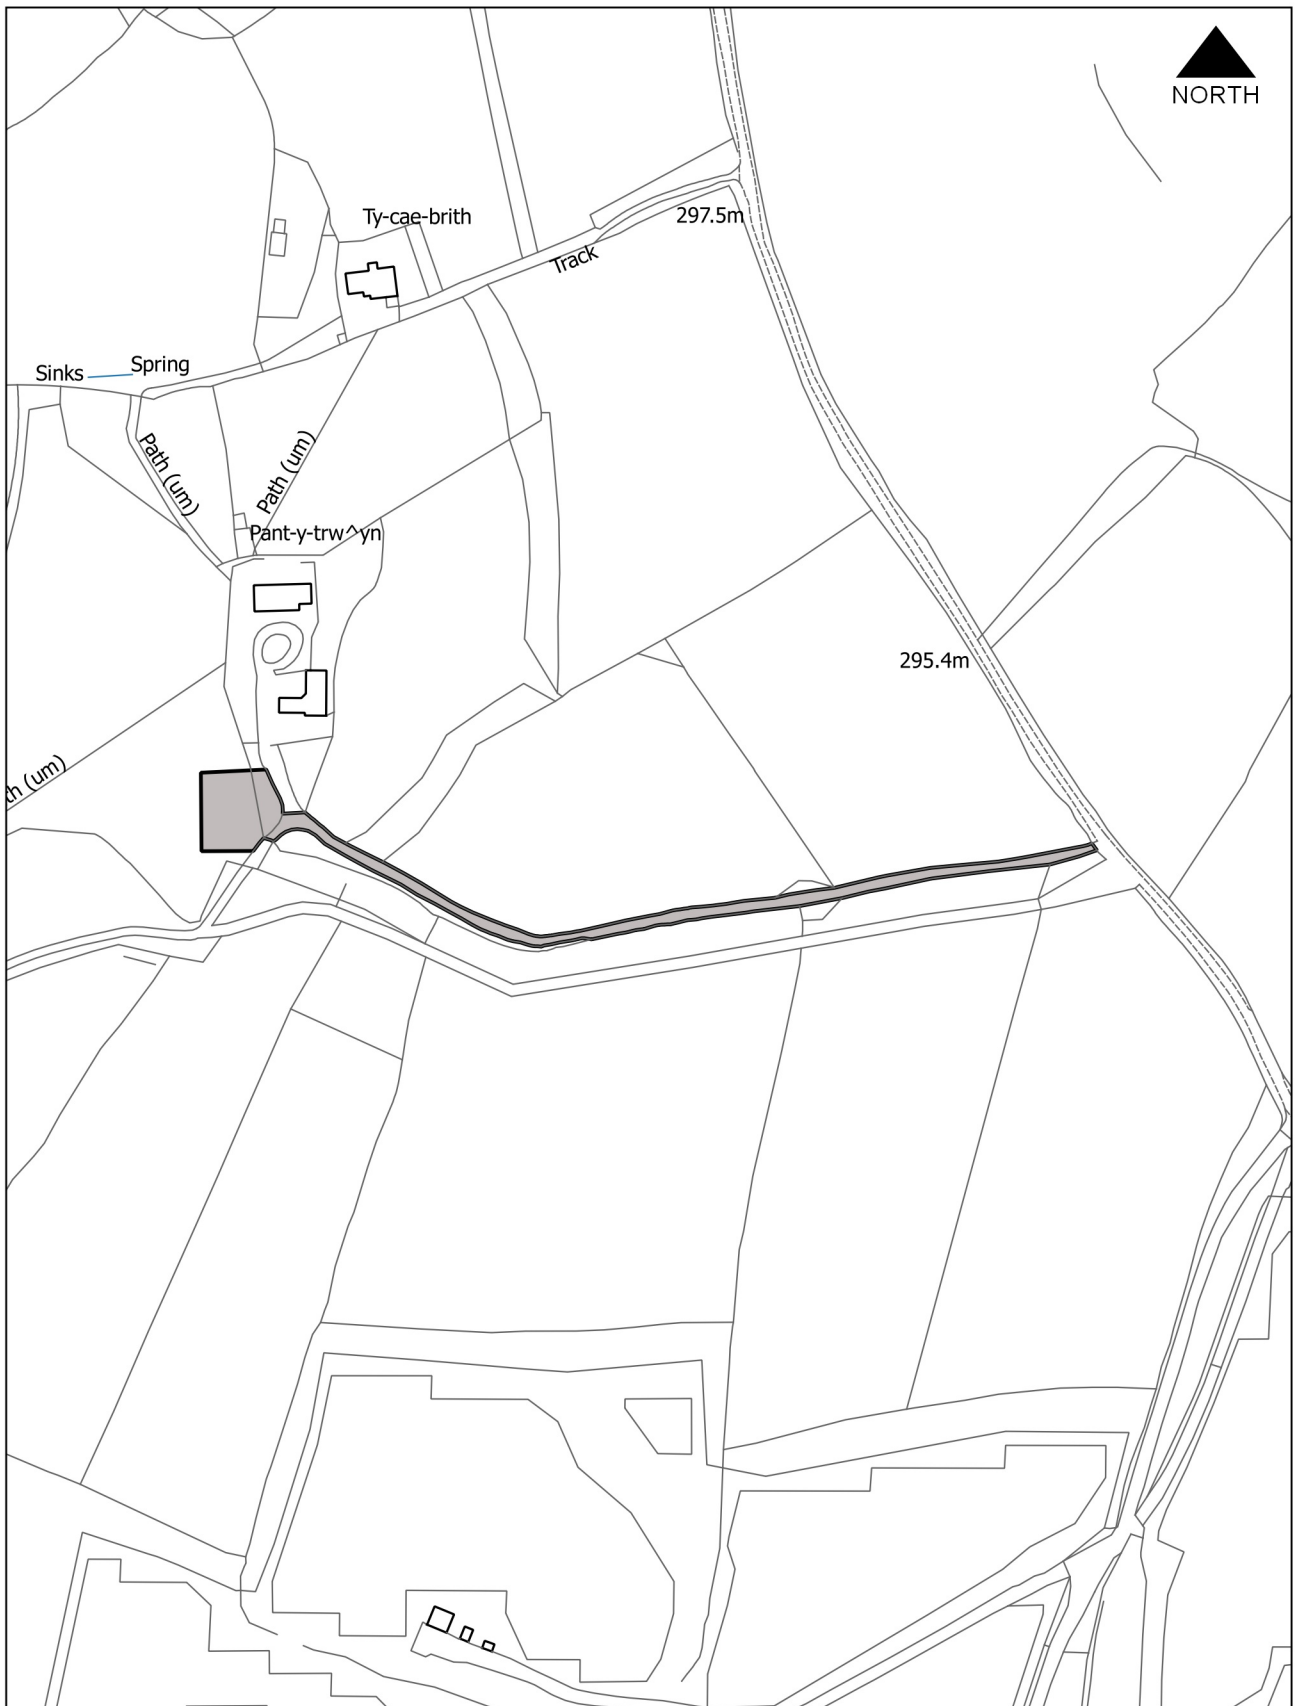 NORTH
Ty-cae-brith
297.5m
Track
Spring
Sinks
Path (um)
Path (um)
Pant-y-trw^yn
295.4m
th (um)